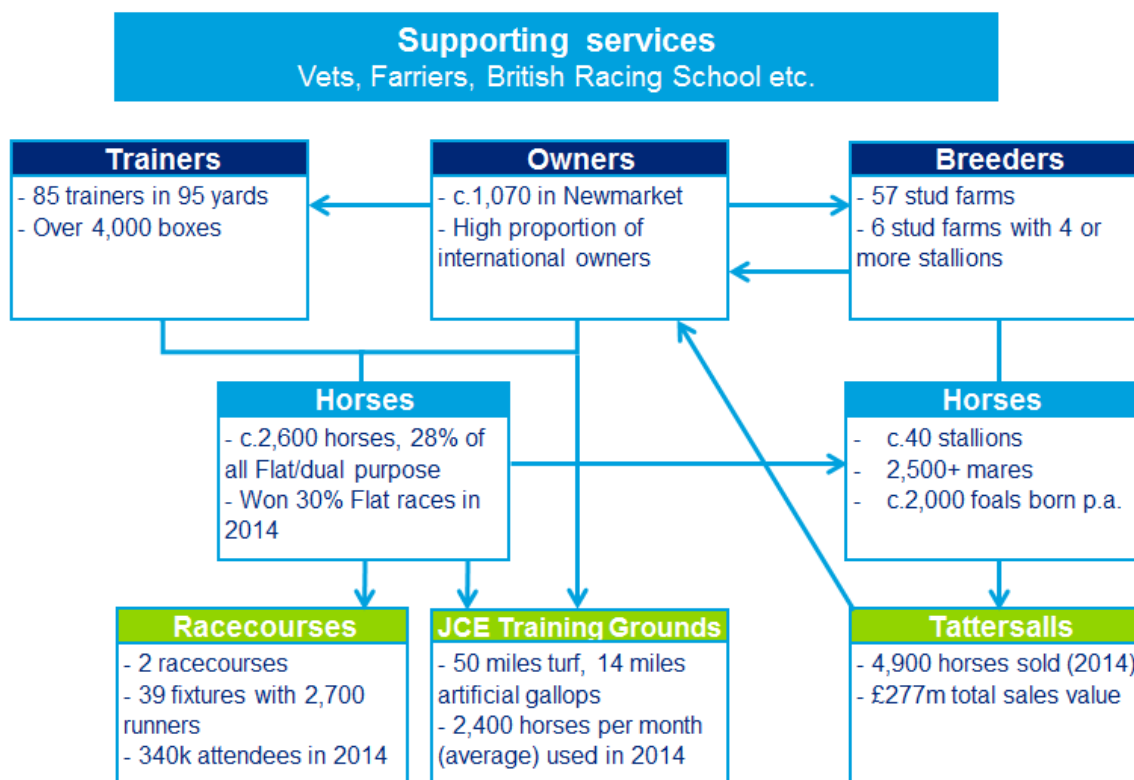 Supporting services
Vets, Farriers, British Racing School etc.
Trainers
- 85 trainers in 95 yards
- Over 4,000 boxes
Owners
- c.1,070 in Newmarket
- High proportion of
international owners
Breeders
- 57 stud farms
- 6 stud farms with 4 or
more stallions
Horses
- c.2,600 horses, 28% of
all Flat/dual purpose
- Won 30% Flat races in
2014
Horses
- c.40 stallions
- 2,500+ mares
- c.2,000 foals born p.a.
Racecourses
- 2 racecourses
- 39 fixtures with 2,700
runners
- 340k attendees in 2014
JCE Training Grounds
- 50 miles turf, 14 miles
artificial gallops
- 2,400 horses per month
(average) used in 2014
Tattersalls
- 4,900 horses sold (2014)
- £277m total sales value